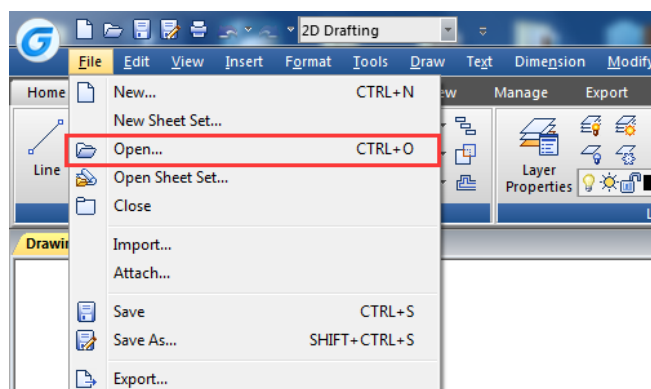 2D Drafting
File Edit View Insert Format Tools Draw Text Dimension Modify
Home Manage Export
New... CTRL+N
New Sheet Set...
Open... CTRL+O
Line
Open Sheet Set...
Layer
Properties
Close
Import...
Attach...
Save CTRL+S
Save As... SHIFT+CTRL+S
Export...